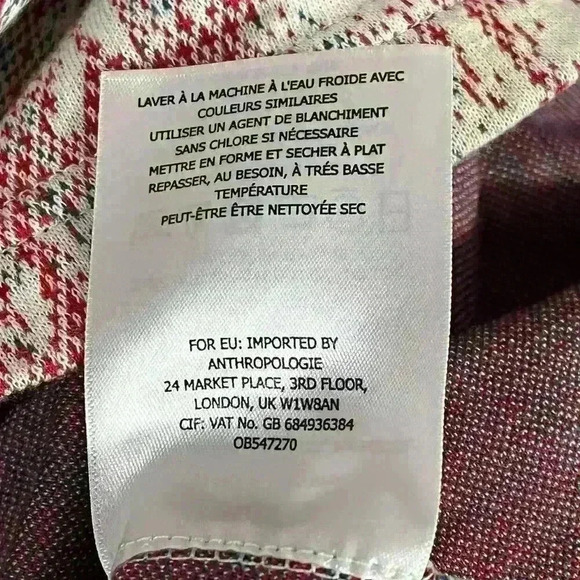 LAVER À LA MACHINE À L'EAU FROIDE AVEC
COULEURS SIMILAIRES
UTILISER UN AGENT DE BLANCHIMENT
SANS CHLORE SI NÉCESSAIRE
METTRE EN FORME ET SECHER À PLAT
REPASSER, AU BESOIN, À TRÉS BASSE
TEMPÉRATURE
PEUT-ÊTRE ÊTRE NETTOYÉE SEC
FOR EU: IMPORTED BY
ANTHROPOLOGIE
24 MARKET PLACE, 3RD FLOOR,
LONDON, UK W1W8AN
CIF: VAT No. GB 684936384
OB547270